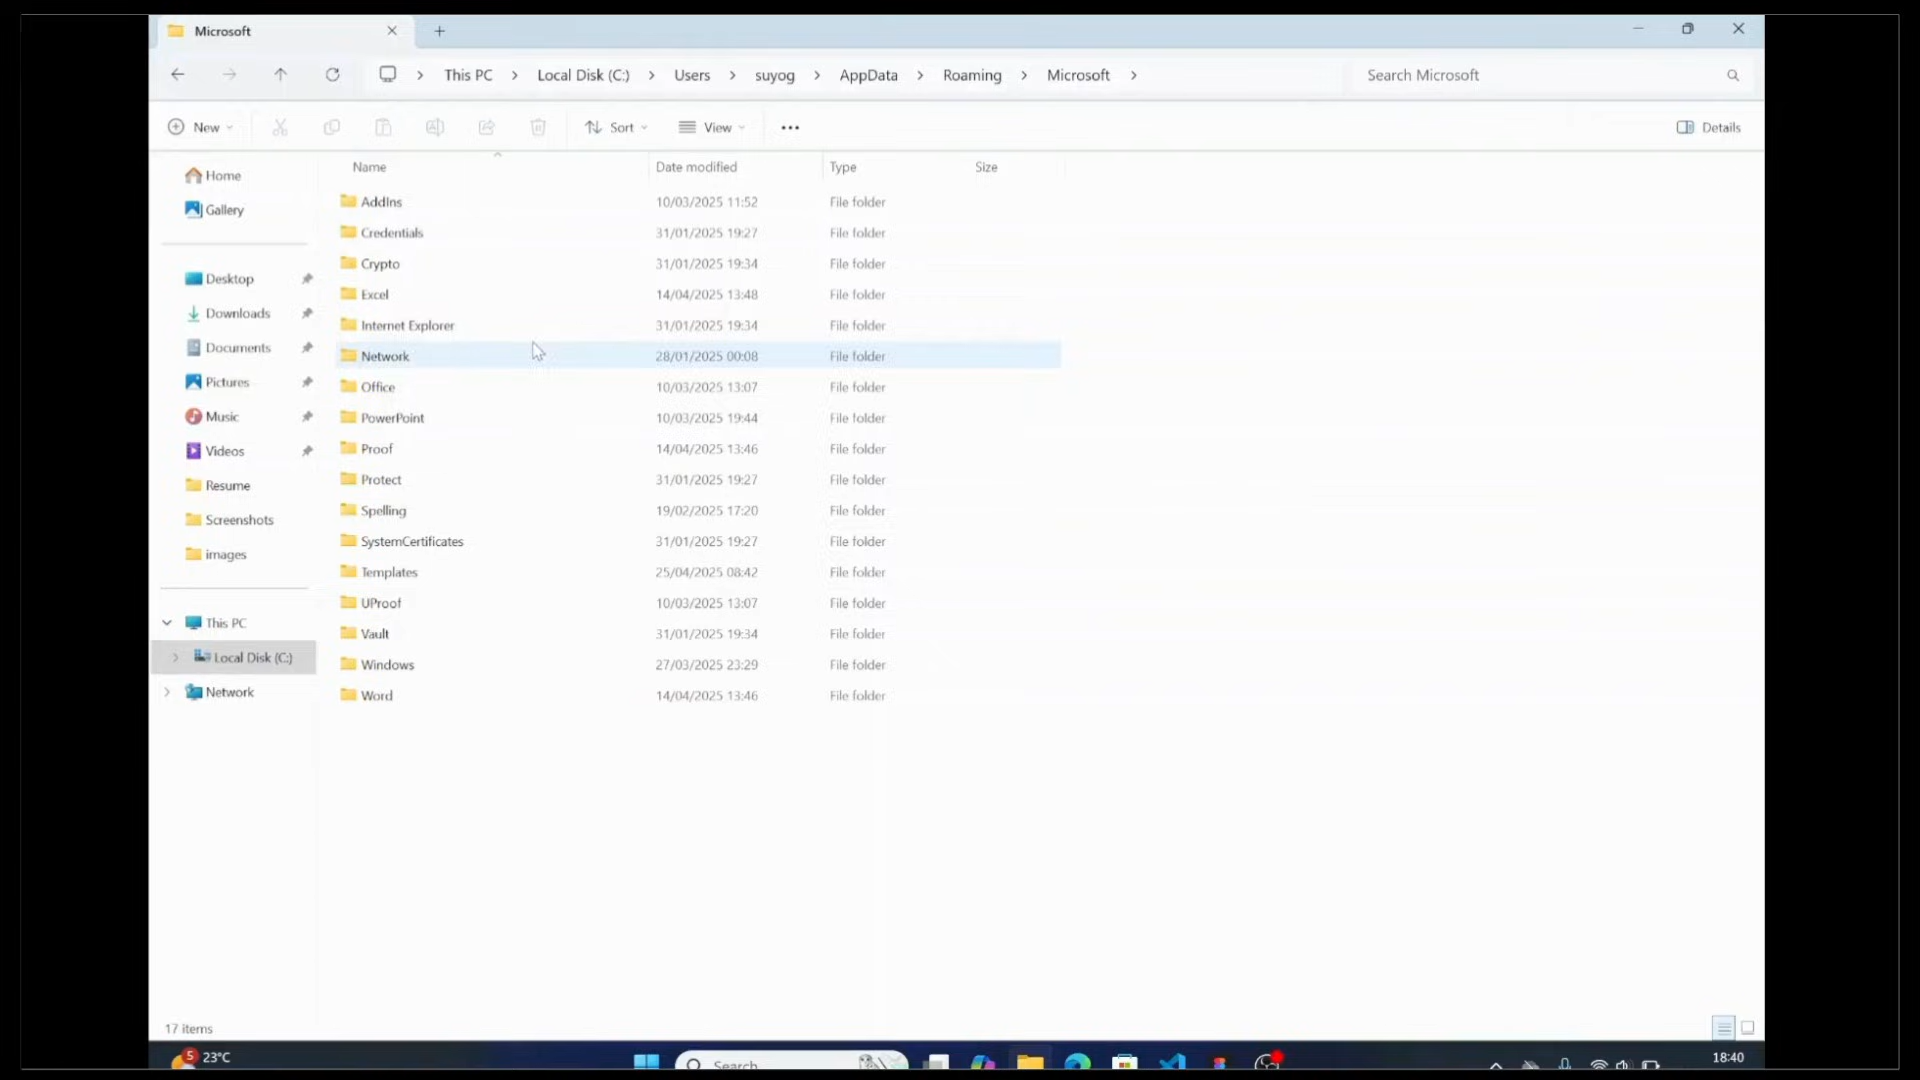 Microsoft
This PC Local Disk (C:) Users suyog AppData Roaming Microsoft Search Microsoft
New Sort View Details
Name Date modified Type Size
Home
Gallery
Desktop
Downloads
Documents
Pictures
Music
Videos
Resume
Screenshots
images
This PC
Local Disk (C:)
Network
AddIns 10/03/2025 11:52 File folder
Credentials 31/01/2025 19:27 File folder
Crypto 31/01/2025 19:34 File folder
Excel 14/04/2025 13:48 File folder
Internet Explorer 31/01/2025 19:34 File folder
Network 28/01/2025 00:08 File folder
Office 10/03/2025 13:07 File folder
PowerPoint 10/03/2025 19:44 File folder
Proof 14/04/2025 13:46 File folder
Protect 31/01/2025 19:27 File folder
Spelling 19/02/2025 17:20 File folder
SystemCertificates 31/01/2025 19:27 File folder
Templates 25/04/2025 08:42 File folder
UProof 10/03/2025 13:07 File folder
Vault 31/01/2025 19:34 File folder
Windows 27/03/2025 23:29 File folder
Word 14/04/2025 13:46 File folder
17 items
5 23°C Search 18:40